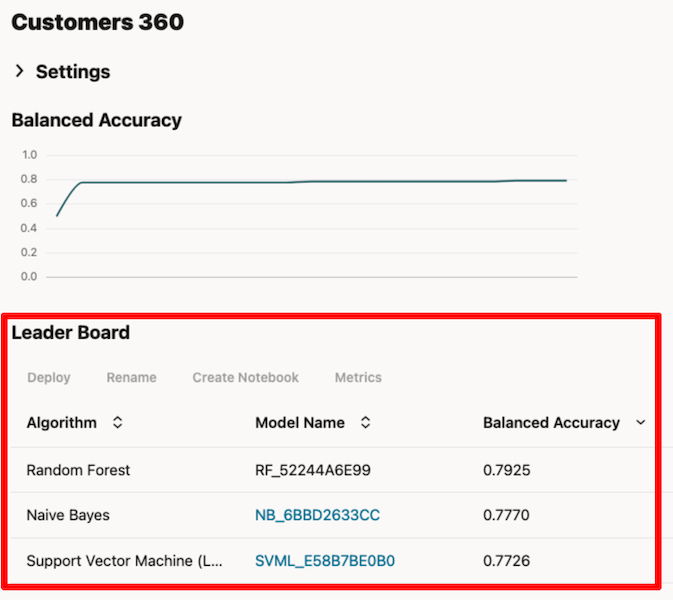 Customers 360
Settings
Balanced Accuracy
1.0
0.8
0.6
0.4
0.2
0.0
Leader Board
Deploy Rename Create Notebook Metrics
Algorithm Model Name Balanced Accuracy
Random Forest RF_52244A6E99 0.7925
Naive Bayes NB_6BBD2633CC 0.7770
Support Vector Machine (L... SVML_E58B7BE0B0 0.7726